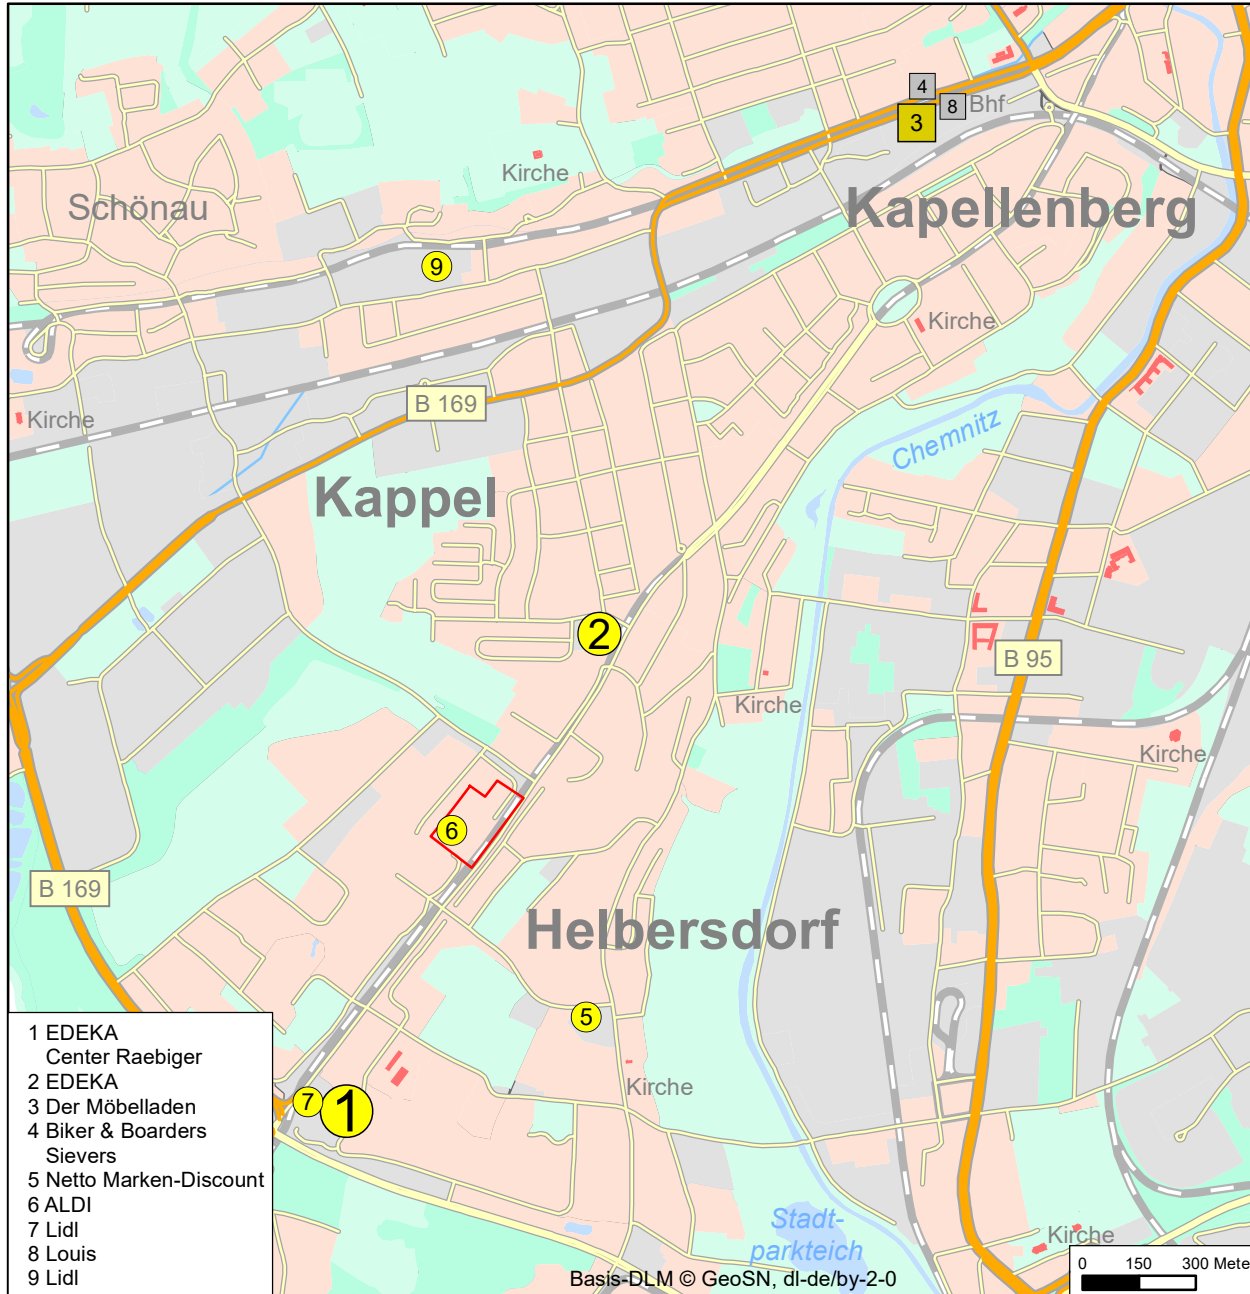 4
8
Bhf
3
Kirche
Schönau
Kapellenberg
9
Kirche
B 169
Kirche
Chemnitz
Kappel
2
B 95
Kirche
Kirche
6
B 169
Helbersdorf
5
Kirche
7
1
1 EDEKA
Center Raebiger
2 EDEKA
3 Der Möbelladen
4 Biker & Boarders
Sievers
5 Netto Marken-Discount
6 ALDI
7 Lidl
8 Louis
9 Lidl
Stadt-
parkteich
Kirche
Basis-DLM © GeoSN, dl-de/by-2-0
0 150 300 Mete